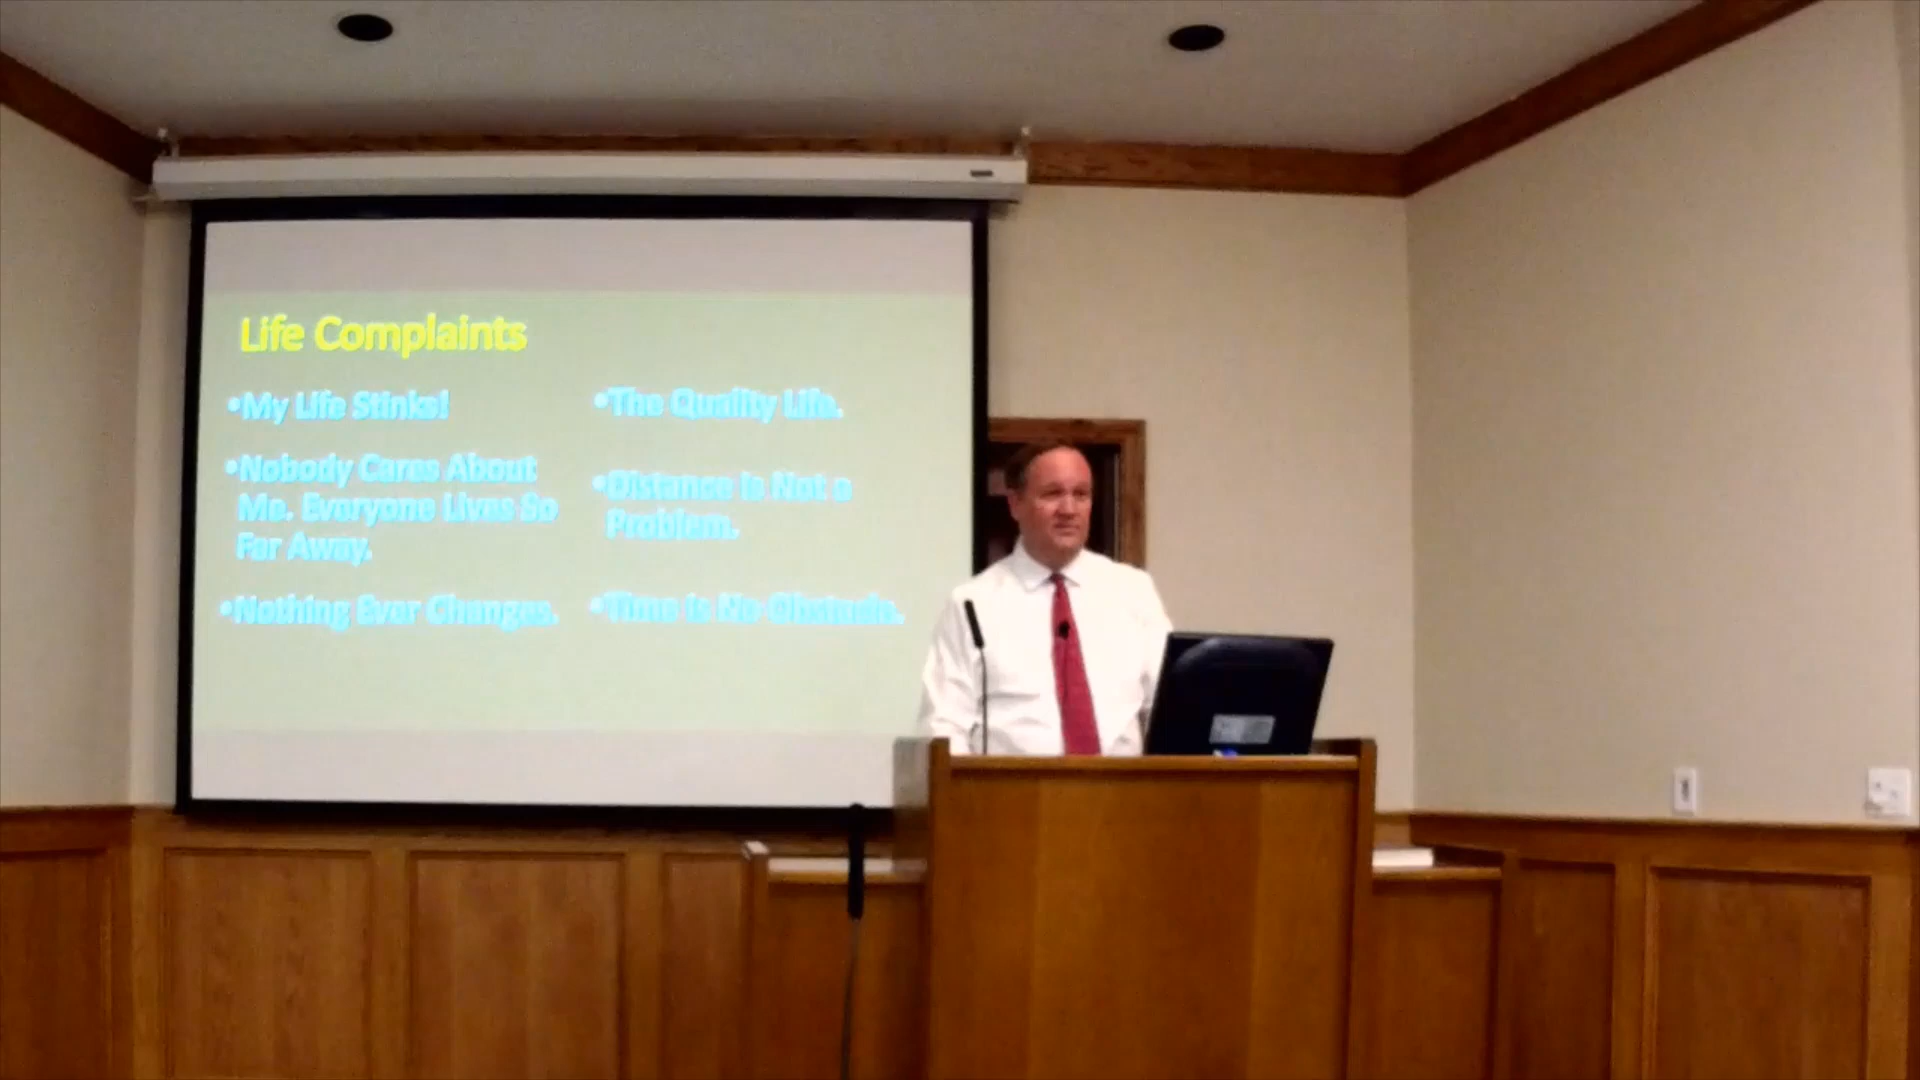 Life Complaints
•My Life Stinks!
•Nobody Cares About
Me. Everyone Lives So
Far Away.
•Nothing Ever Changes.
•The Quality Life.
•Distance Is Not a
Problem.
•Time is No Obstacle.